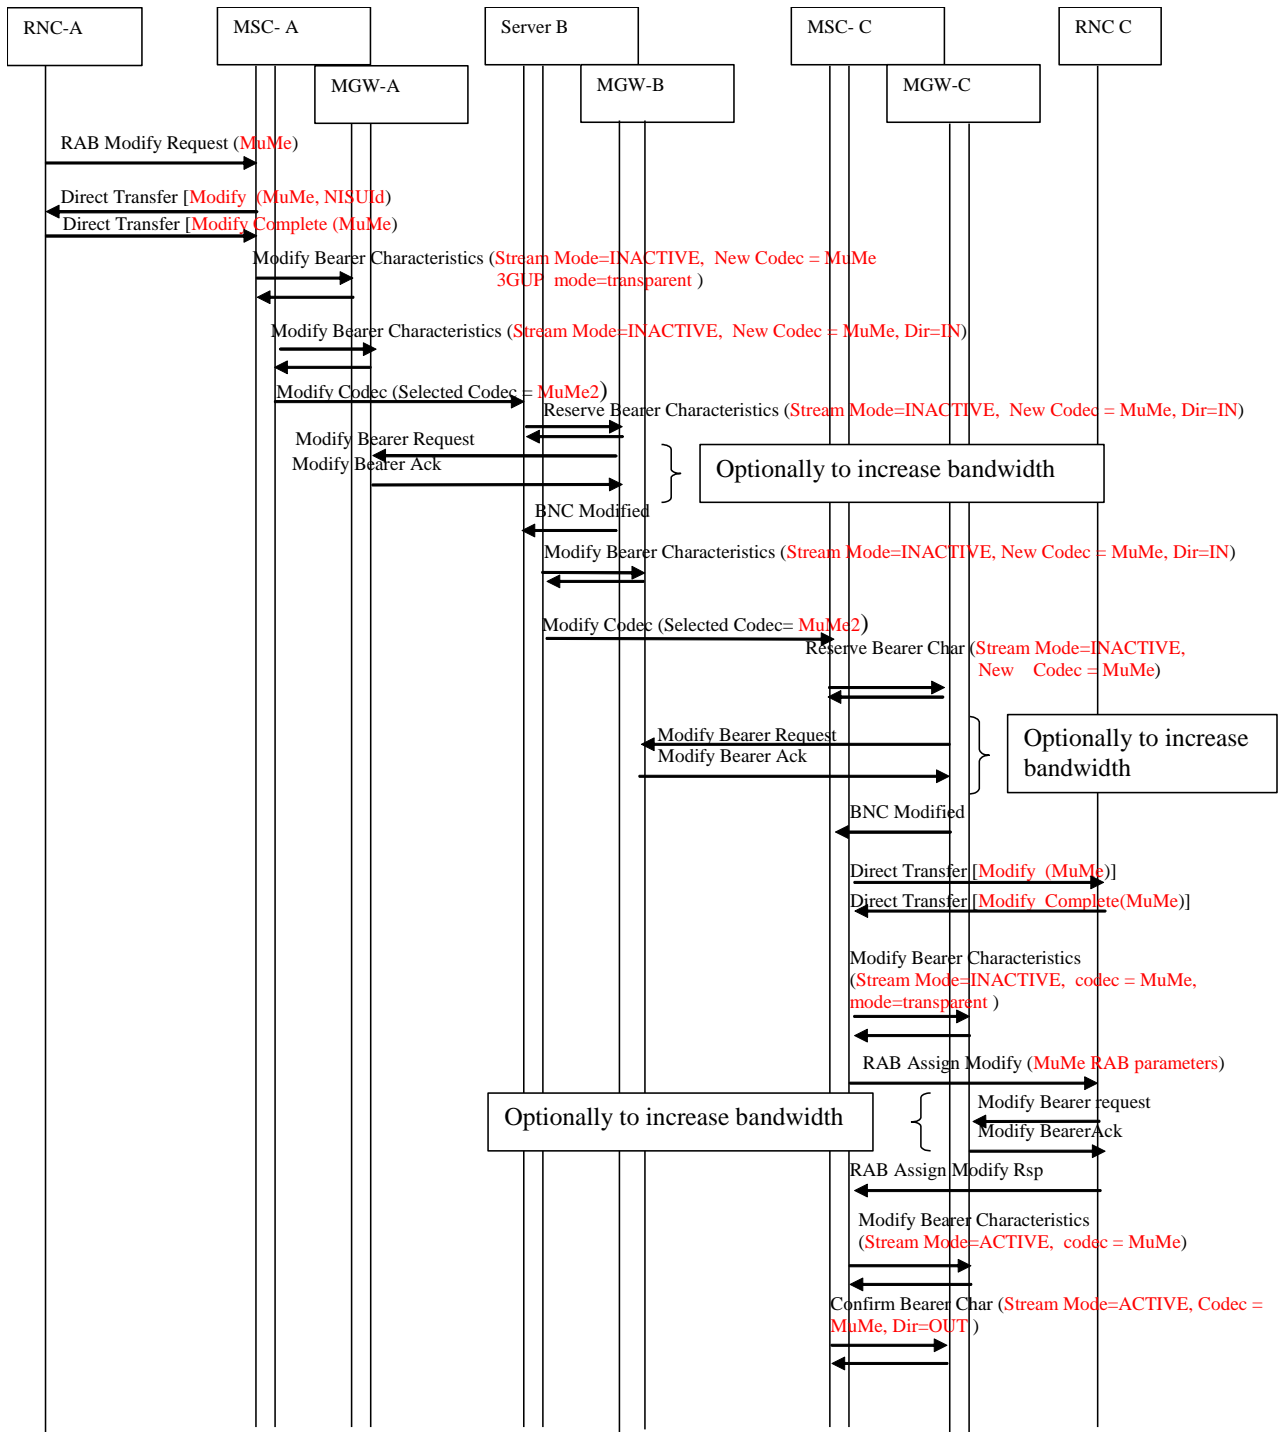 RNC-A
MSC- A
Server B
MSC- C
RNC C
MGW-A
MGW-B
MGW-C
RAB Modify Request (MuMe)
Direct Transfer [Modify (MuMe, NISUId)
Direct Transfer [Modify Complete (MuMe)
Modify Bearer Characteristics (Stream Mode=INACTIVE, New Codec = MuMe
3GUP mode=transparent )
Modify Bearer Characteristics (Stream Mode=INACTIVE, New Codec = MuMe, Dir=IN)
Modify Codec (Selected Codec = MuMe2)
Reserve Bearer Characteristics (Stream Mode=INACTIVE, New Codec = MuMe, Dir=IN)
Modify Bearer Request
Modify Bearer Ack
Optionally to increase bandwidth
BNC Modified
Modify Bearer Characteristics (Stream Mode=INACTIVE, New Codec = MuMe, Dir=IN)
Modify Codec (Selected Codec= MuMe2)
Reserve Bearer Char (Stream Mode=INACTIVE,
New Codec = MuMe)
Modify Bearer Request
Modify Bearer Ack
Optionally to increase
bandwidth
BNC Modified
Direct Transfer [Modify (MuMe)]
Direct Transfer [Modify Complete(MuMe)]
Modify Bearer Characteristics
(Stream Mode=INACTIVE, codec = MuMe,
mode=transparent )
RAB Assign Modify (MuMe RAB parameters)
Optionally to increase bandwidth
Modify Bearer request
Modify BearerAck
RAB Assign Modify Rsp
Modify Bearer Characteristics
(Stream Mode=ACTIVE, codec = MuMe)
Confirm Bearer Char (Stream Mode=ACTIVE, Codec =
MuMe, Dir=OUT )